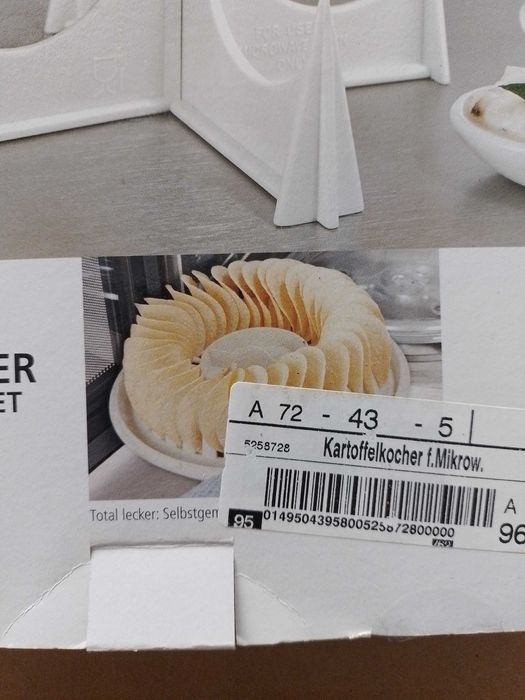 FOR USE
MICROWAVE
ONLY
ER
ET
A 72 - 43 - 5
5258728
Kartoffelkocher f.Mikrow.
A
95
96
Total lecker: Selbstgem